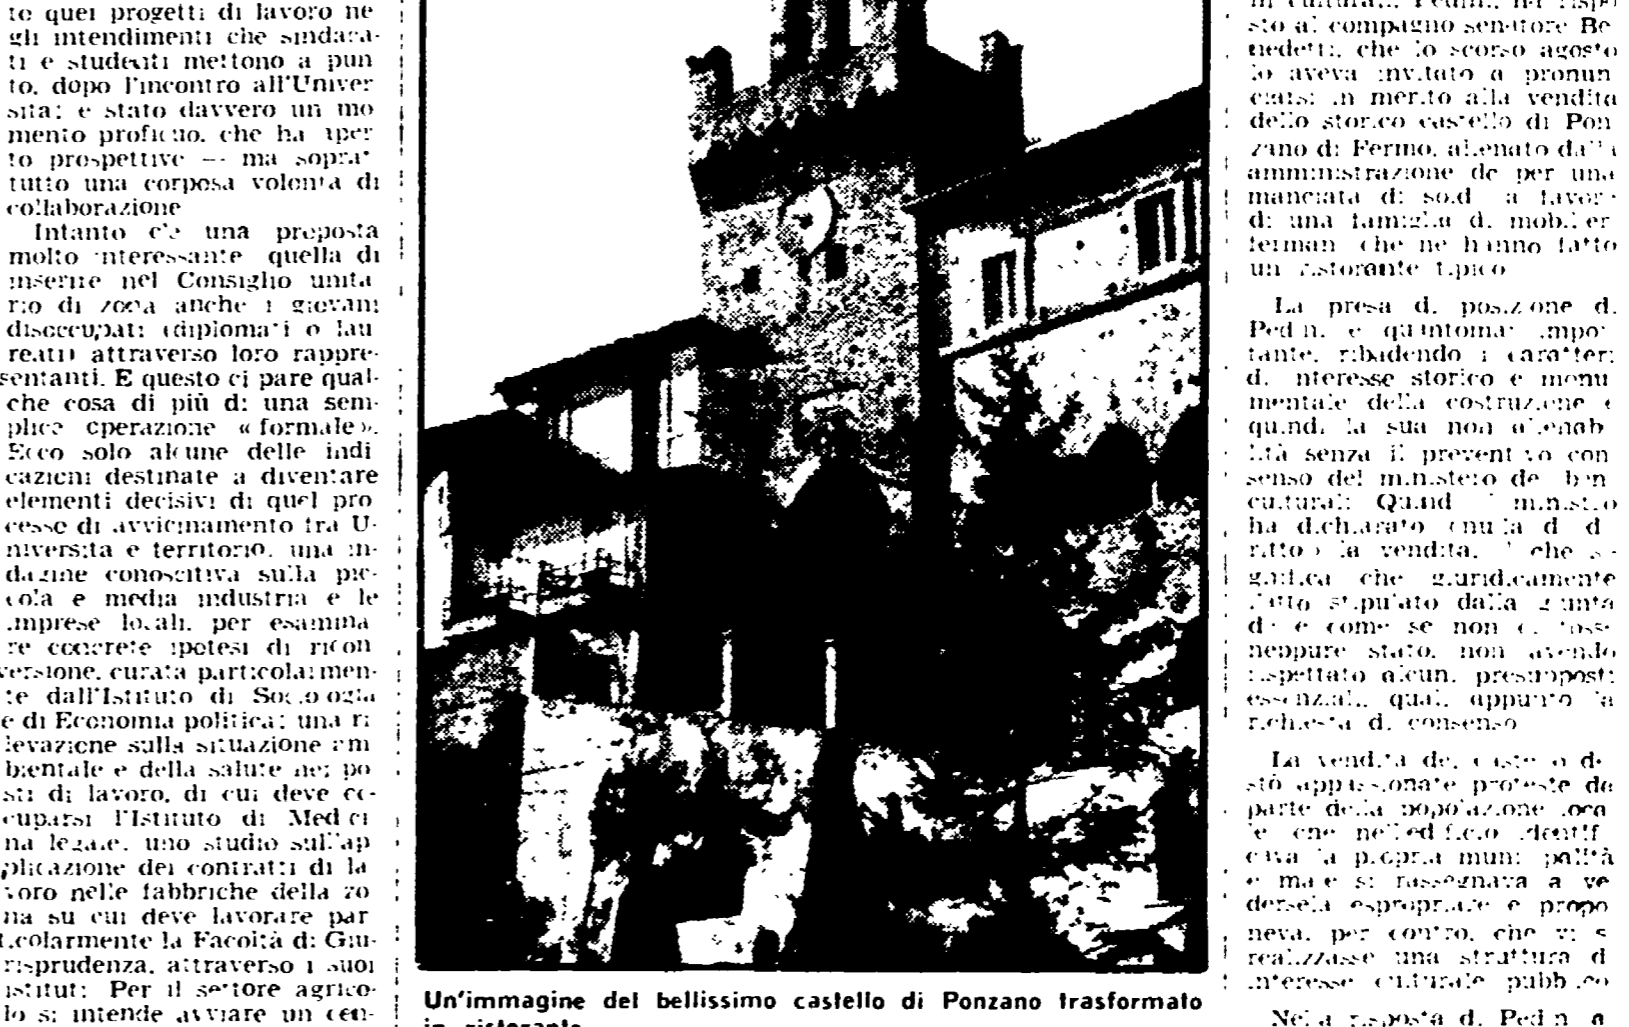 te quei progetti di lavoro ne
gli intendimenti che sindaca-
ti e studenti mettono a pun
to, dopo l'incontro all'Univer
sita: e stato davvero un mo
mento proficuo, che ha aper
to prospettive — ma soprat
tutto una corposa volontà di
collaborazione
Intanto c'è una proposta
molto interessante quella di
inserire nel Consiglio unita
rio di zona anche i giovani
disoccupati (diplomati o lau
reati) attraverso loro rappre-
sentanti. E questo ci pare qual-
che cosa di più di una sem-
plice operazione « formale ».
Ecco solo alcune delle indi
cazioni destinate a diventare
elementi decisivi di quel pro
cesso di avvicinamento tra U-
niversita e territorio. una in-
dagine conoscitiva sulla pic-
cola e media industria e le
imprese locali, per esamina
re concrete ipotesi di ricon
versione, curata particolarmen-
te dall'Istituto di Sociologia
e di Economia politica; una ri
levazione sulla situazione am
bientale e della salute nei po
sti di lavoro, di cui deve oc-
cuparsi l'Istituto di Medici
na legale, uno studio sull'ap
plicazione dei contratti di la
voro nelle fabbriche della zo
na su cui deve lavorare par
ticolarmente la Facoltà di Giu-
risprudenza, attraverso i suoi
istituti Per il settore agrico-
lo si intende avviare un cen-
Un'immagine del bellissimo castello di Ponzano trasformato
in ristorante
sto al compagno senatore Be
nedetti, che lo scorso agosto
lo aveva invitato a pronun
ciarsi in merito alla vendita
dello storico castello di Pon
zano di Fermo, alienato dalla
amministrazione dc per una
manciata di soldi a favore
di una famiglia di mobilieri
fermani che ne hanno fatto
un ristorante tipico
La presa di posizione di
Pedini e quantomai impor
tante, ribadendo i caratteri
di interesse storico e monu
mentale della costruzione e
quindi la sua non alienabi
lità senza il preventivo con
senso del ministero dei beni
culturali Quindi il ministro
ha dichiarato nulla di di
ritto la vendita, che si-
gnifica che giuridicamente
l'atto stipulato dalla giunta
dc e come se non ci fosse
neppure stato, non avendo
rispettato alcuni presupposti
essenziali, quali appunto la
richiesta di consenso
La vendita del castello de
stò appassionate proteste da
parte della popolazione loca
le che nell'edificio identifi
cava la propria
e male si rassegnava a ve
dersela espropriare e propo
neva, per contro, che vi si
realizzasse una struttura di
interesse culturale pubblico
Nella risposta di Pedini